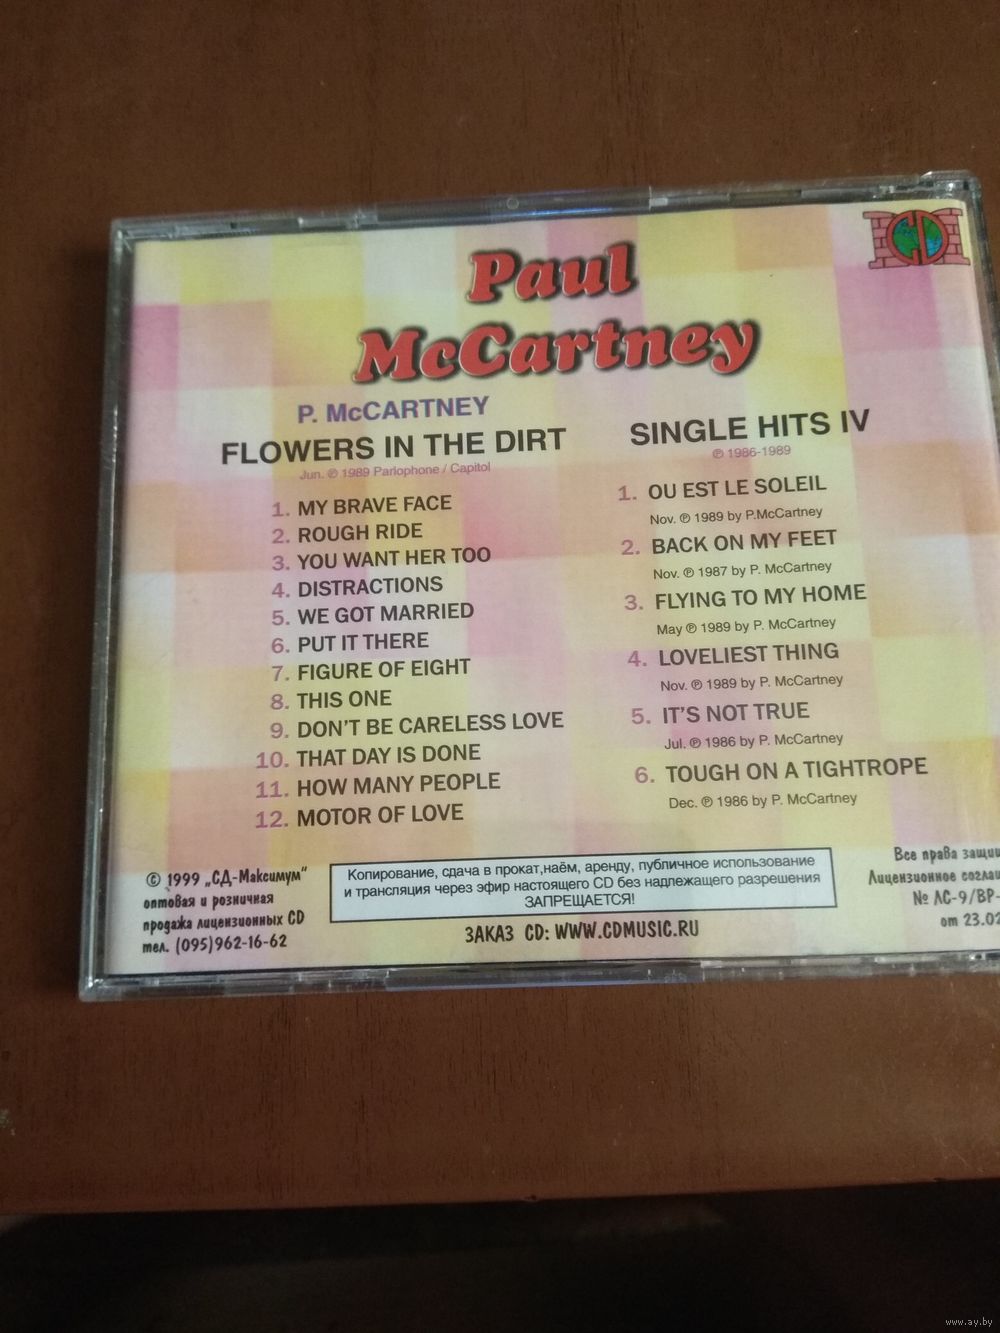 CD
Paul
McCartney
P. McCARTNEY
FLOWERS IN THE DIRT
Jun. ℗ 1989 Parlophone / Capitol
1. MY BRAVE FACE
2. ROUGH RIDE
3. YOU WANT HER TOO
4. DISTRACTIONS
5. WE GOT MARRIED
6. PUT IT THERE
7. FIGURE OF EIGHT
8. THIS ONE
9. DON'T BE CARELESS LOVE
10. THAT DAY IS DONE
11. HOW MANY PEOPLE
12. MOTOR OF LOVE
SINGLE HITS IV
℗ 1986-1989
1. OU EST LE SOLEIL
Nov. ℗ 1989 by P.McCartney
2. BACK ON MY FEET
Nov. ℗ 1987 by P. McCartney
3. FLYING TO MY HOME
May ℗ 1989 by P. McCartney
4. LOVELIEST THING
Nov. ℗ 1989 by P. McCartney
5. IT'S NOT TRUE
Jul. ℗ 1986 by P. McCartney
6. TOUGH ON A TIGHTROPE
Dec. ℗ 1986 by P. McCartney
© 1999 „СД-Максимум"
оптовая и розничная
продажа лицензионных CD
тел. (095)962-16-62
Копирование, сдача в прокат,наём, аренду, публичное использование
и трансляция через эфир настоящего CD без надлежащего разрешения
ЗАПРЕЩАЕТСЯ!
ЗАКАЗ CD: WWW.CDMUSIC.RU
Все права защи
Лицензионное соглаш
№ ЛС-9/ВР-
от 23.02
www.ay.by